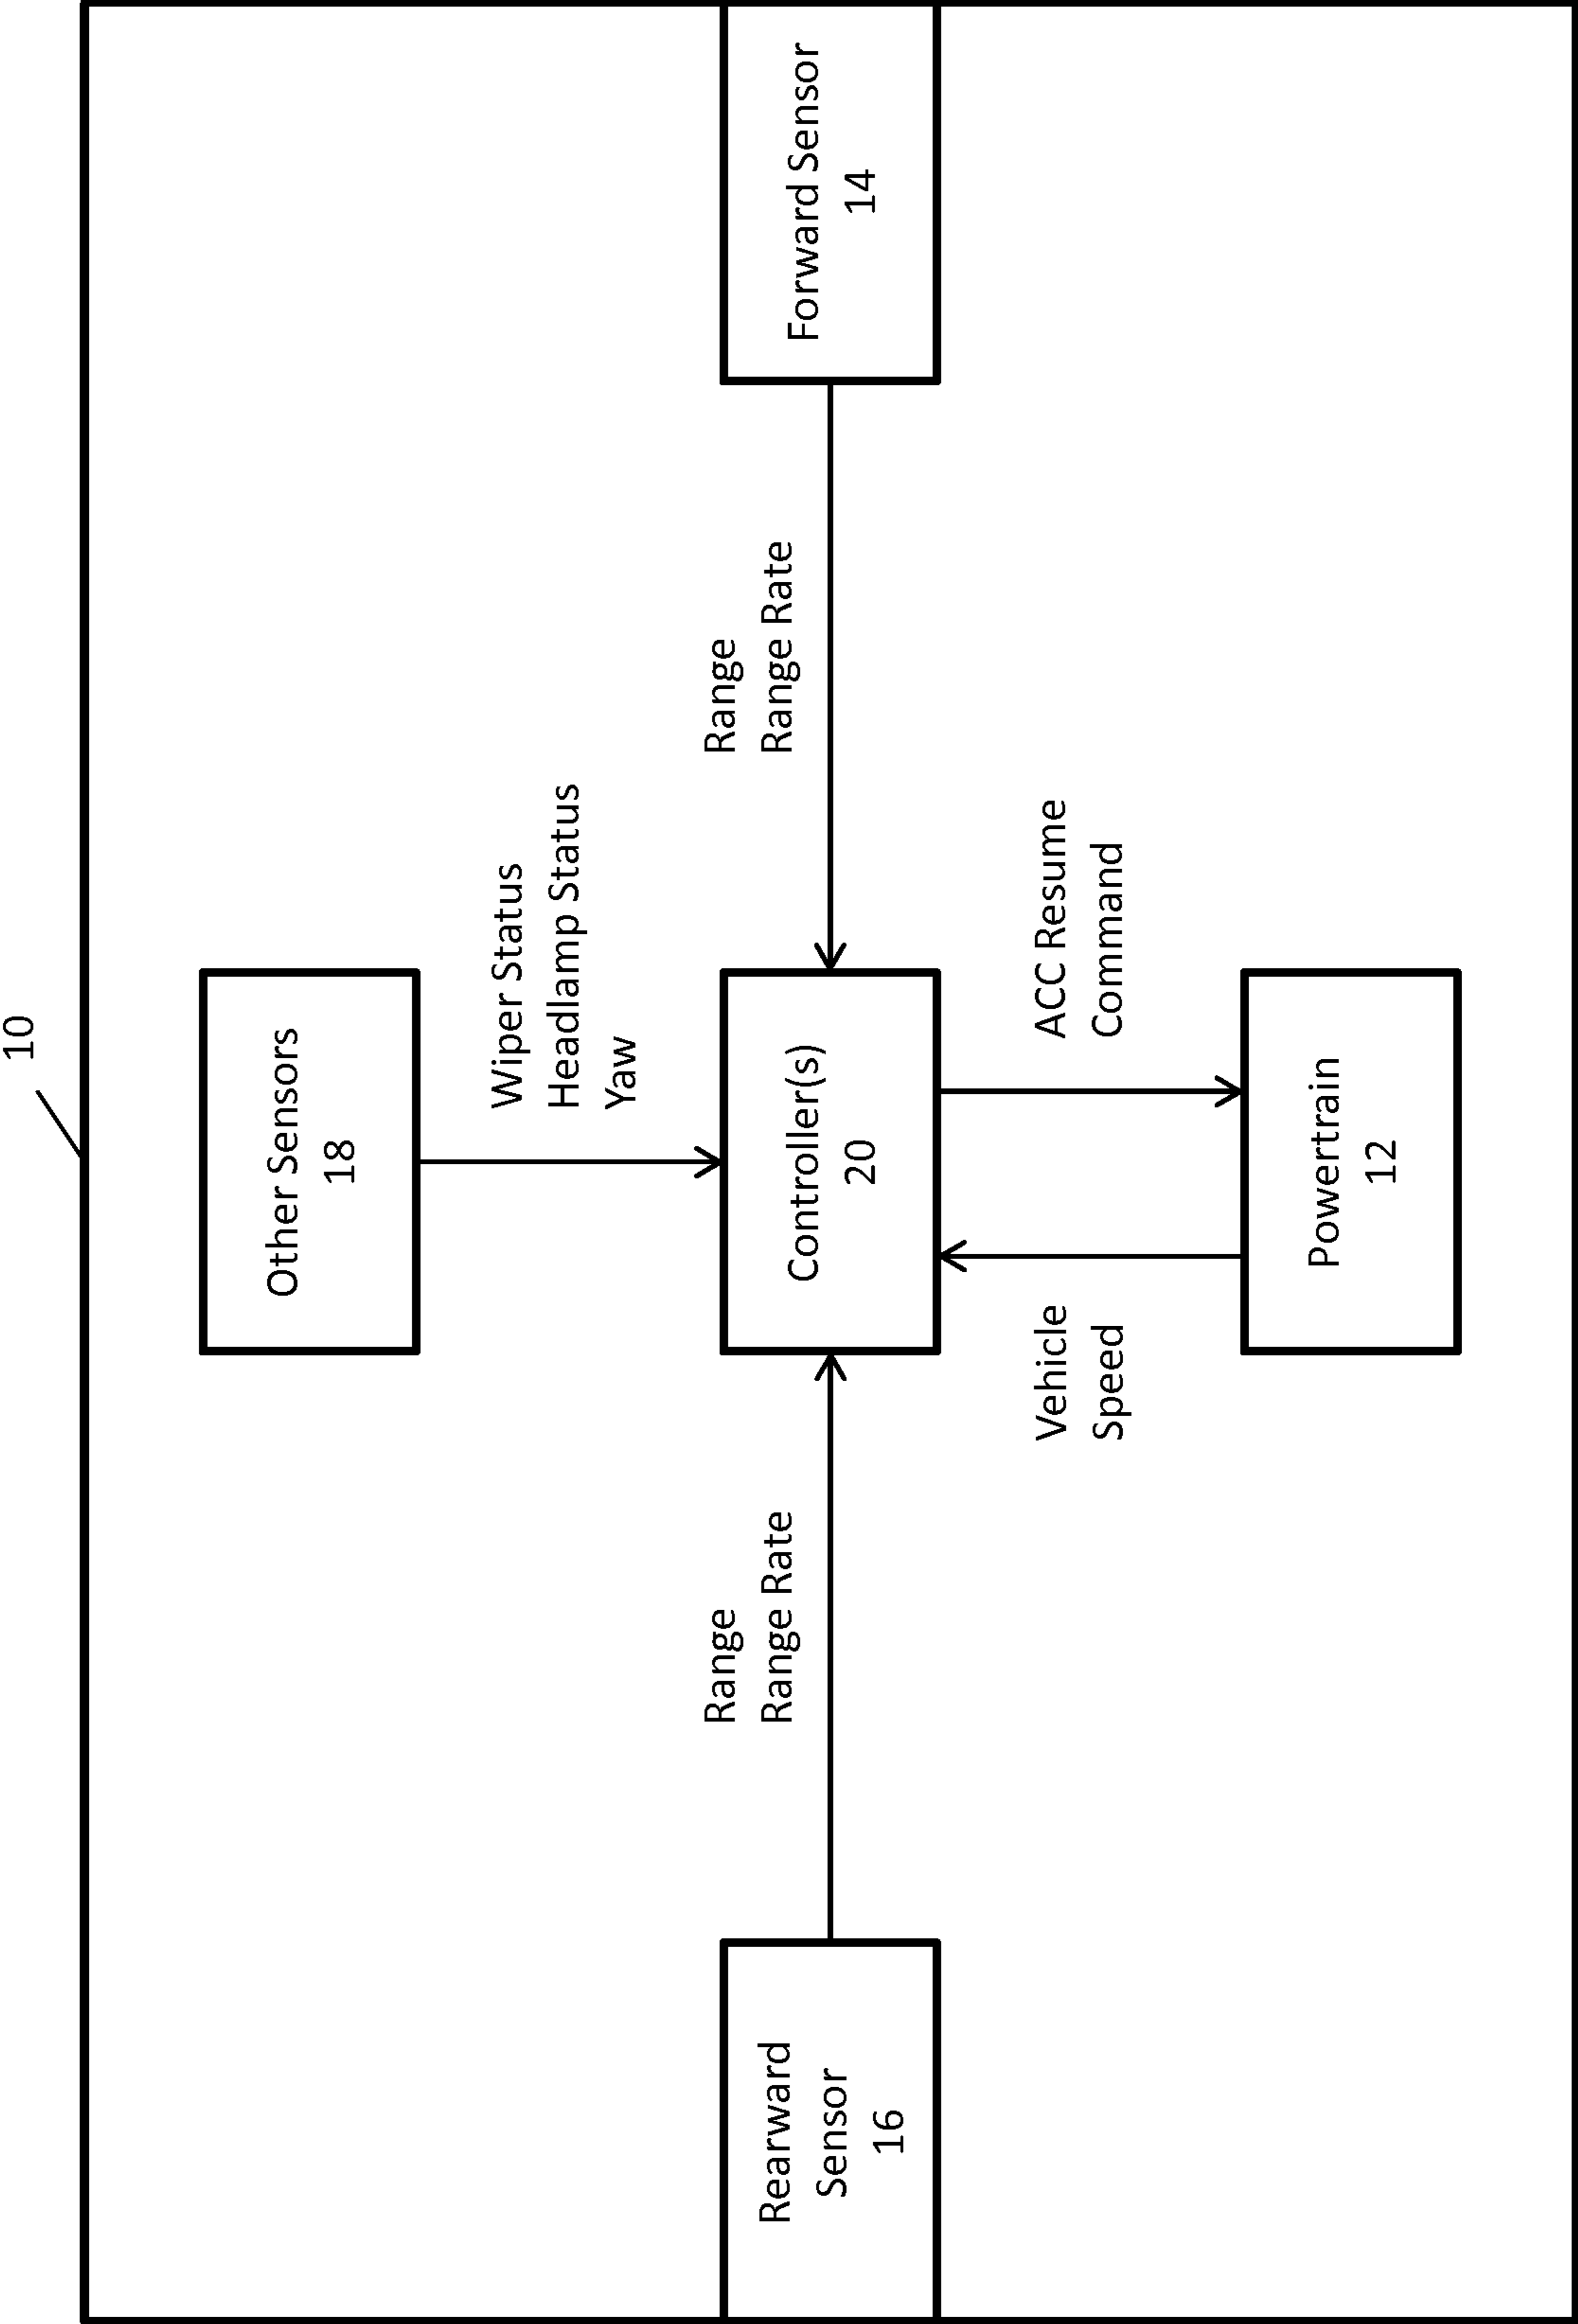 10
Other Sensors
18
Wiper Status
Headlamp Status
Yaw
Rearward
Sensor
16
Range
Range Rate
Controller(s)
20
Range
Range Rate
Forward Sensor
14
Vehicle
Speed
ACC Resume
Command
Powertrain
12